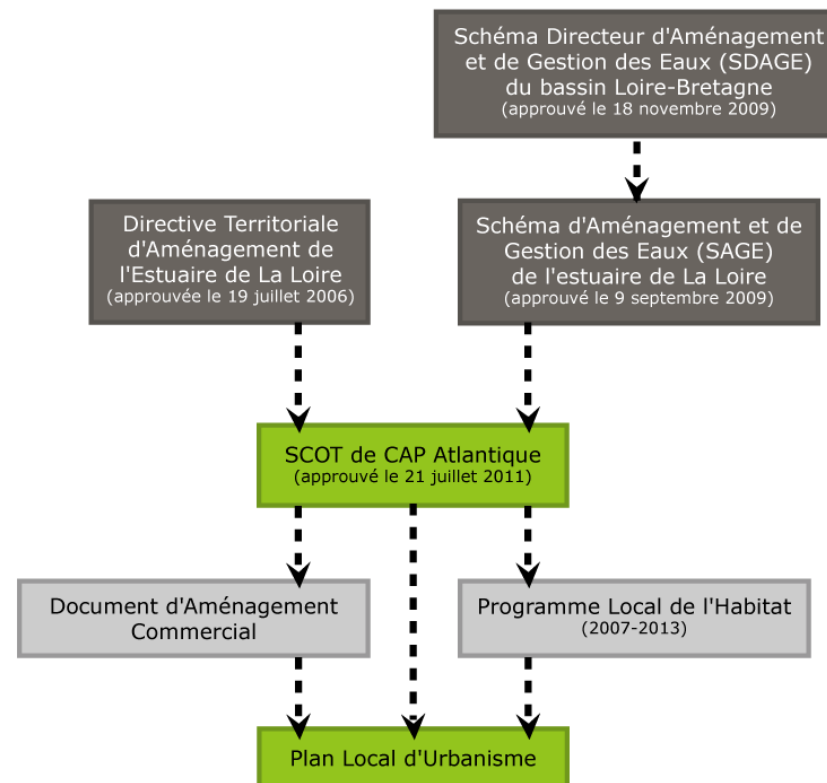 Schéma Directeur d'Aménagement
et de Gestion des Eaux (SDAGE)
du bassin Loire-Bretagne
(approuvé le 18 novembre 2009)
Directive Territoriale
d'Aménagement de
l'Estuaire de La Loire
(approuvée le 19 juillet 2006)
Schéma d'Aménagement et de
Gestion des Eaux (SAGE)
de l'estuaire de La Loire
(approuvé le 9 septembre 2009)
SCOT de CAP Atlantique
(approuvé le 21 juillet 2011)
Document d'Aménagement
Commercial
Programme Local de l'Habitat
(2007-2013)
Plan Local d'Urbanisme